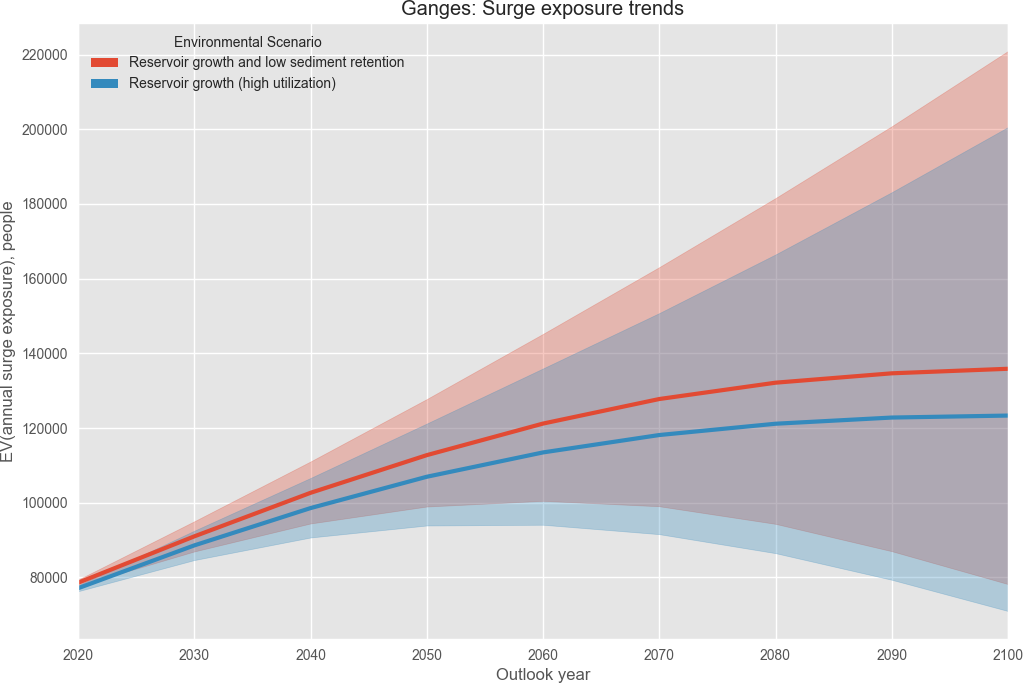 Ganges: Surge exposure trends
Environmental Scenario
Reservoir growth and low sediment retention
Reservoir growth (high utilization)
EV(annual surge exposure), people
220000
200000
180000
160000
140000
120000
100000
80000
2020 2030 2040 2050 2060 2070 2080 2090 2100
Outlook year